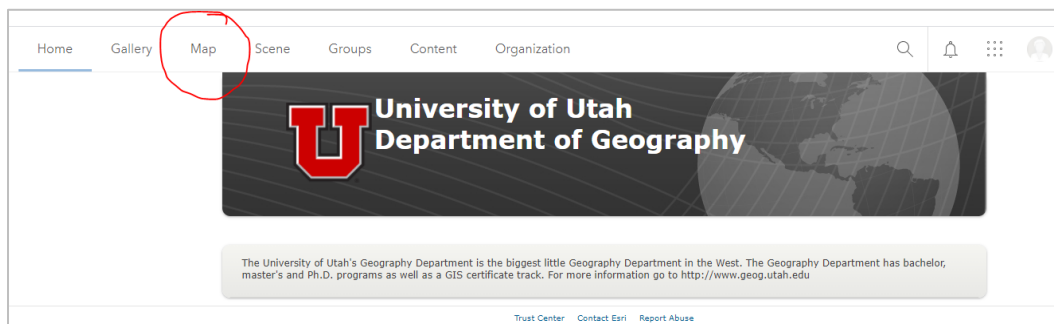 Home Gallery Map Scene Groups Content Organization
U
University of Utah
Department of Geography
The University of Utah's Geography Department is the biggest little Geography Department in the West. The Geography Department has bachelor,
master's and Ph.D. programs as well as a GIS certificate track. For more information go to http://www.geog.utah.edu
Trust Center Contact Esri Report Abuse